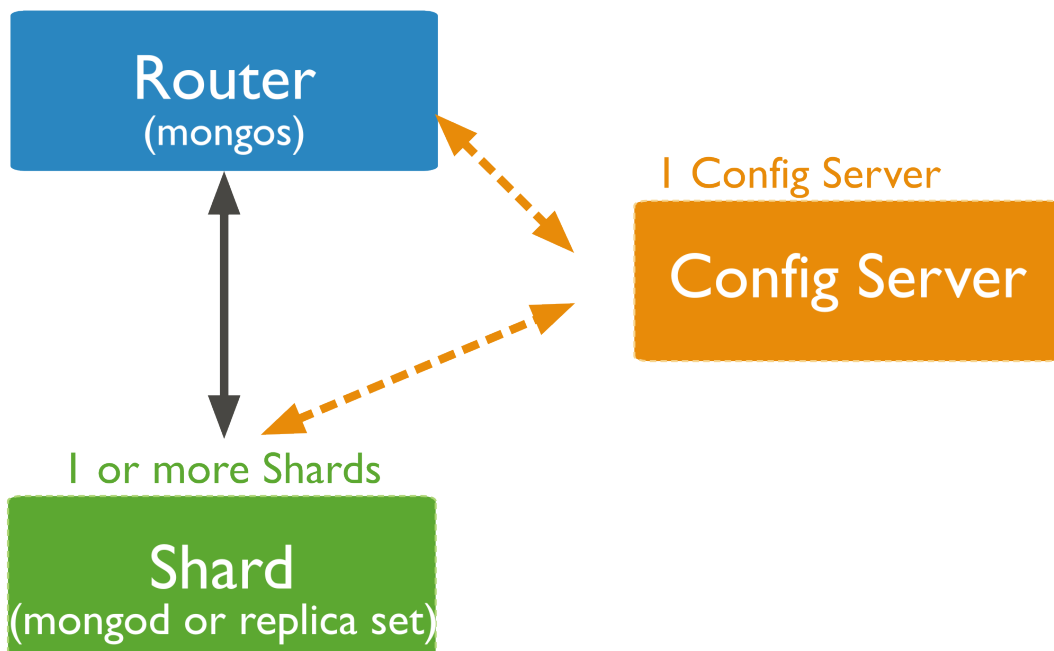 Router
(mongos)
1 Config Server
Config Server
1 or more Shards
Shard
(mongod or replica set)